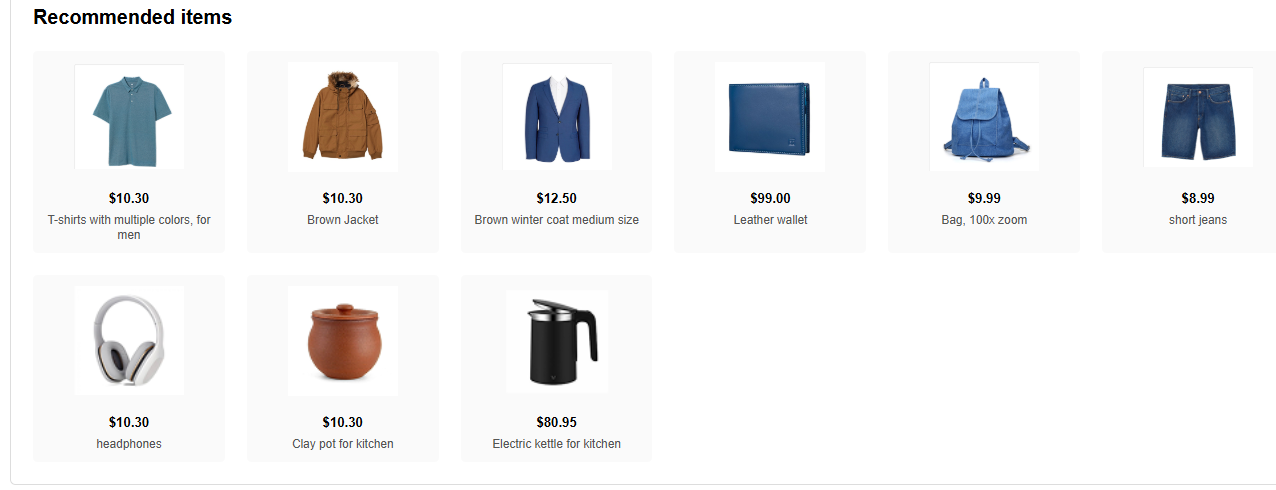 Recommended items
$10.30
T-shirts with multiple colors, for
men
$10.30
Brown Jacket
$12.50
Brown winter coat medium size
$99.00
Leather wallet
$9.99
Bag, 100x zoom
$8.99
short jeans
$10.30
headphones
$10.30
Clay pot for kitchen
$80.95
Electric kettle for kitchen